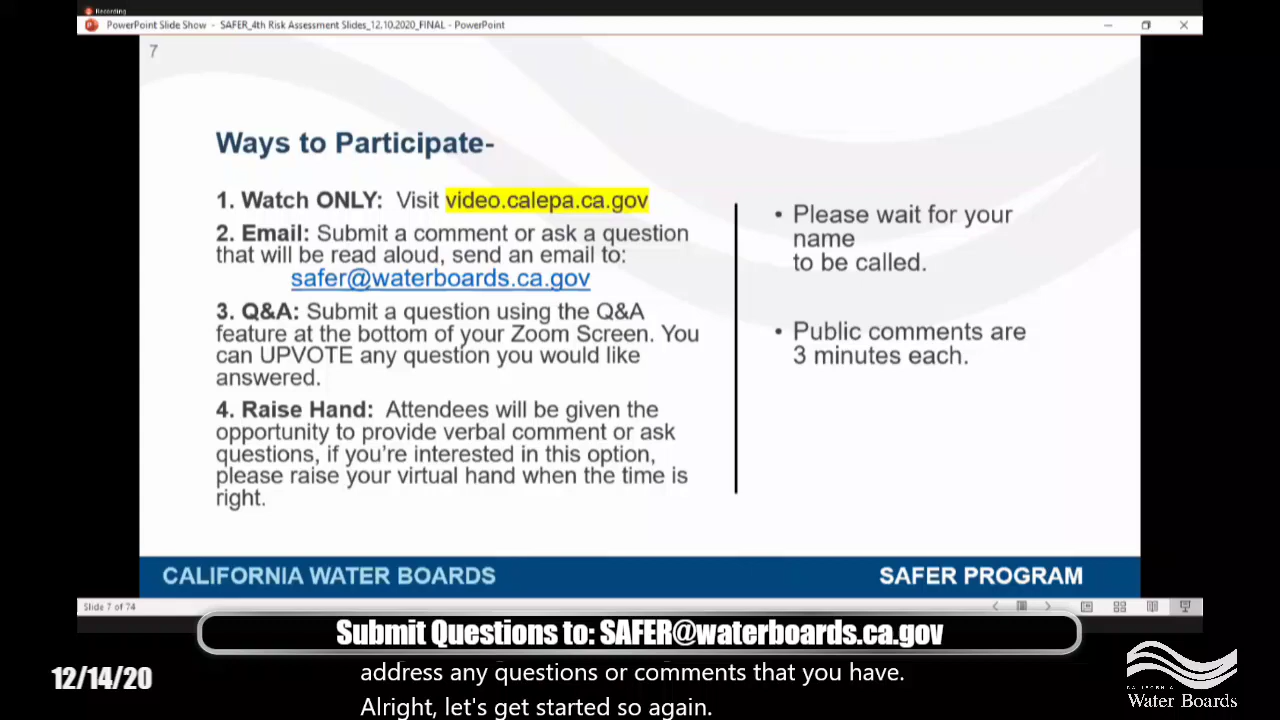 Recording
PowerPoint Slide Show - SAFER_4th Risk Assessment Slides_12.10.2020_FINAL - PowerPoint
7
Ways to Participate-
1. Watch ONLY: Visit video.calepa.ca.gov
2. Email: Submit a comment or ask a question
that will be read aloud, send an email to:
safer@waterboards.ca.gov
3. Q&A: Submit a question using the Q&A
feature at the bottom of your Zoom Screen. You
can UPVOTE any question you would like
answered.
4. Raise Hand: Attendees will be given the
opportunity to provide verbal comment or ask
questions, if you're interested in this option,
please raise your virtual hand when the time is
right.
• Please wait for your
name
to be called.
• Public comments are
3 minutes each.
CALIFORNIA WATER BOARDS
SAFER PROGRAM
Slide 7 of 74
Submit Questions to: SAFER@waterboards.ca.gov
address any questions or comments that you have.
Alright, let's get started so again.
12/14/20
CALIFORNIA
Water Boards